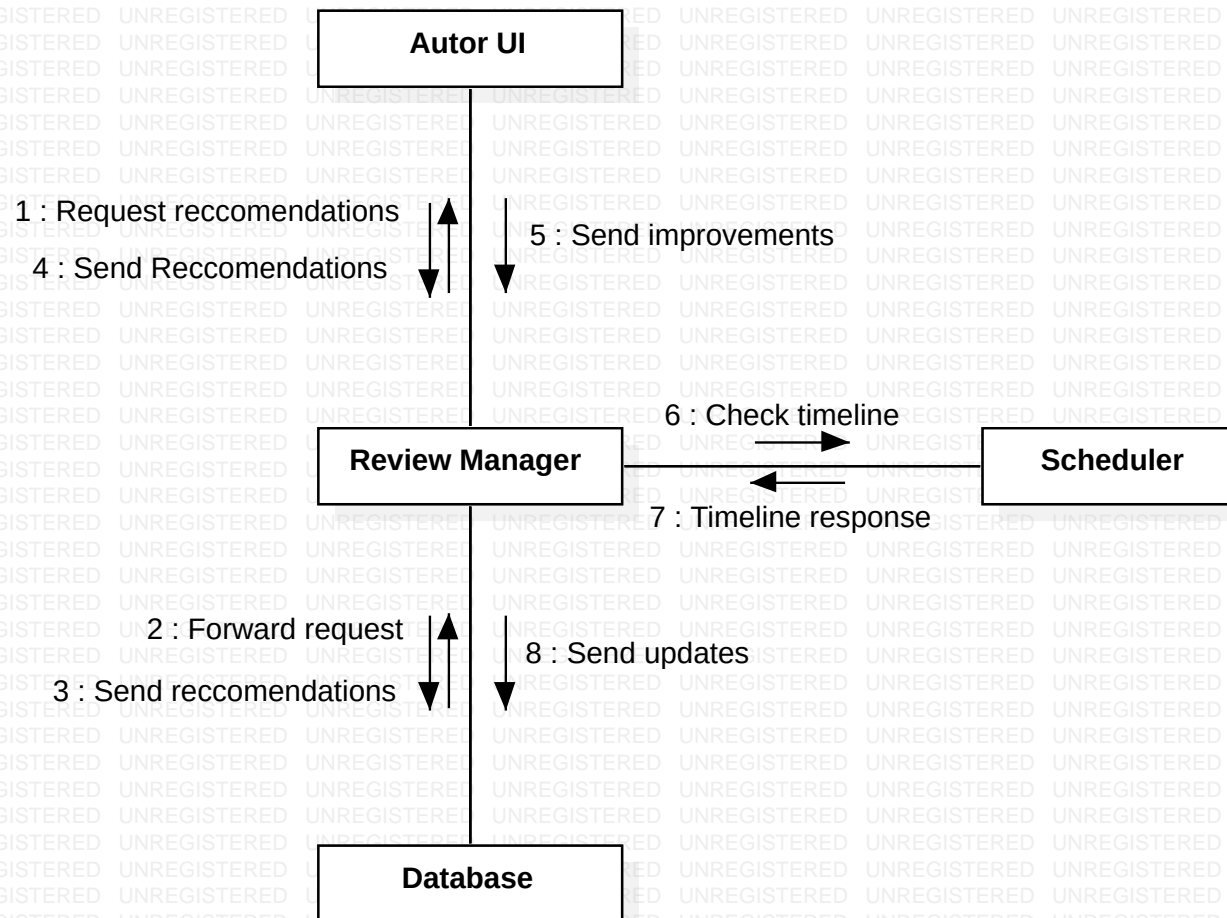 Autor UI
1 : Request reccomendations
4 : Send Reccomendations
5 : Send improvements
6 : Check timeline
Review Manager
Scheduler
7 : Timeline response
2 : Forward request
3 : Send reccomendations
8 : Send updates
Database
UNREGISTERED